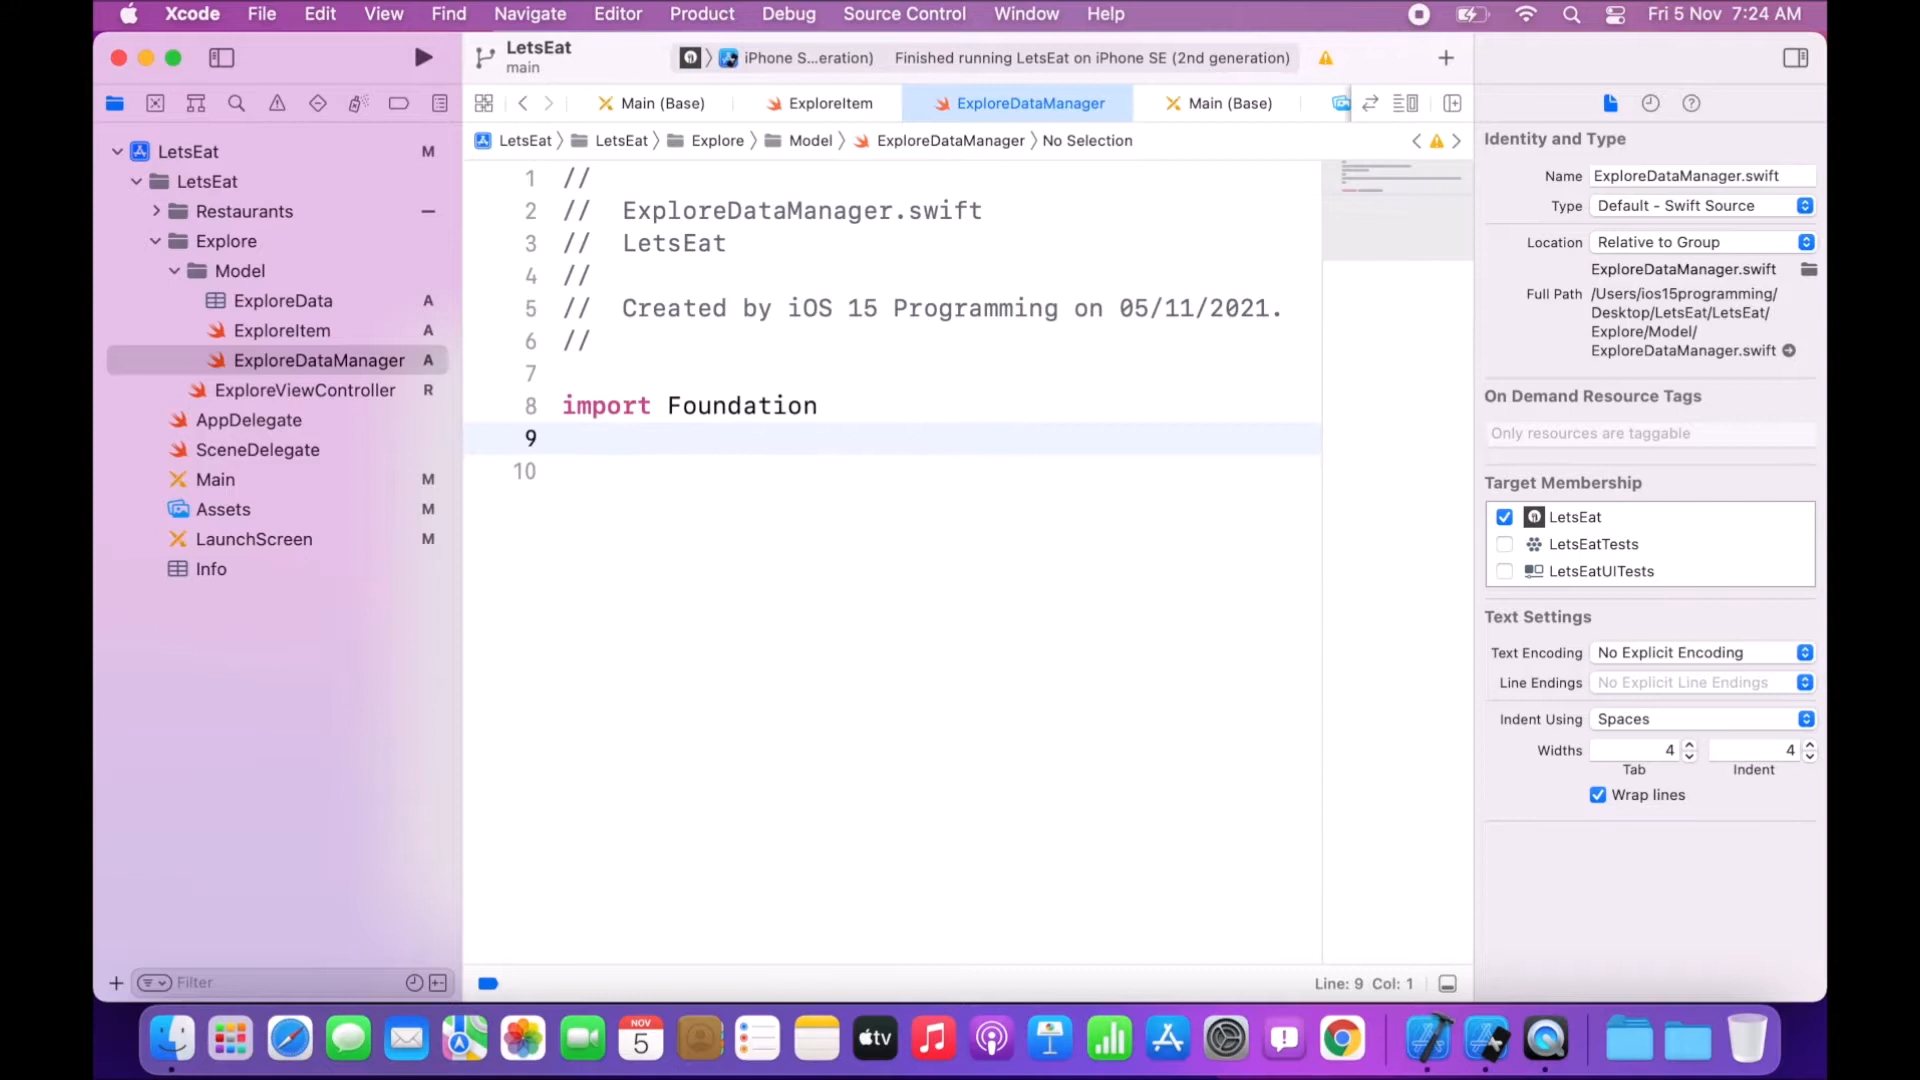 Xcode File Edit View Find Navigate Editor Product Debug Source Control Window Help Fri 5 Nov 7:24 AM
LetsEat
main
iPhone S...eration) Finished running LetsEat on iPhone SE (2nd generation)
Main (Base) ExploreItem ExploreDataManager Main (Base)
LetsEat LetsEat Explore Model ExploreDataManager No Selection
LetsEat M
LetsEat
Restaurants
Explore
Model
ExploreData A
ExploreItem A
ExploreDataManager A
ExploreViewController R
AppDelegate
SceneDelegate
Main M
Assets M
LaunchScreen M
Info
Filter
1 //
2 // ExploreDataManager.swift
3 // LetsEat
4 //
5 // Created by iOS 15 Programming on 05/11/2021.
6 //
7
8 import Foundation
9
10
Line: 9 Col: 1
Identity and Type
Name ExploreDataManager.swift
Type Default - Swift Source
Location Relative to Group
ExploreDataManager.swift
Full Path /Users/ios15programming/
Desktop/LetsEat/LetsEat/
Explore/Model/
ExploreDataManager.swift
On Demand Resource Tags
Only resources are taggable
Target Membership
LetsEat
LetsEatTests
LetsEatUITests
Text Settings
Text Encoding No Explicit Encoding
Line Endings No Explicit Line Endings
Indent Using Spaces
Widths 4 4
Tab Indent
Wrap lines
NOV
5
tv